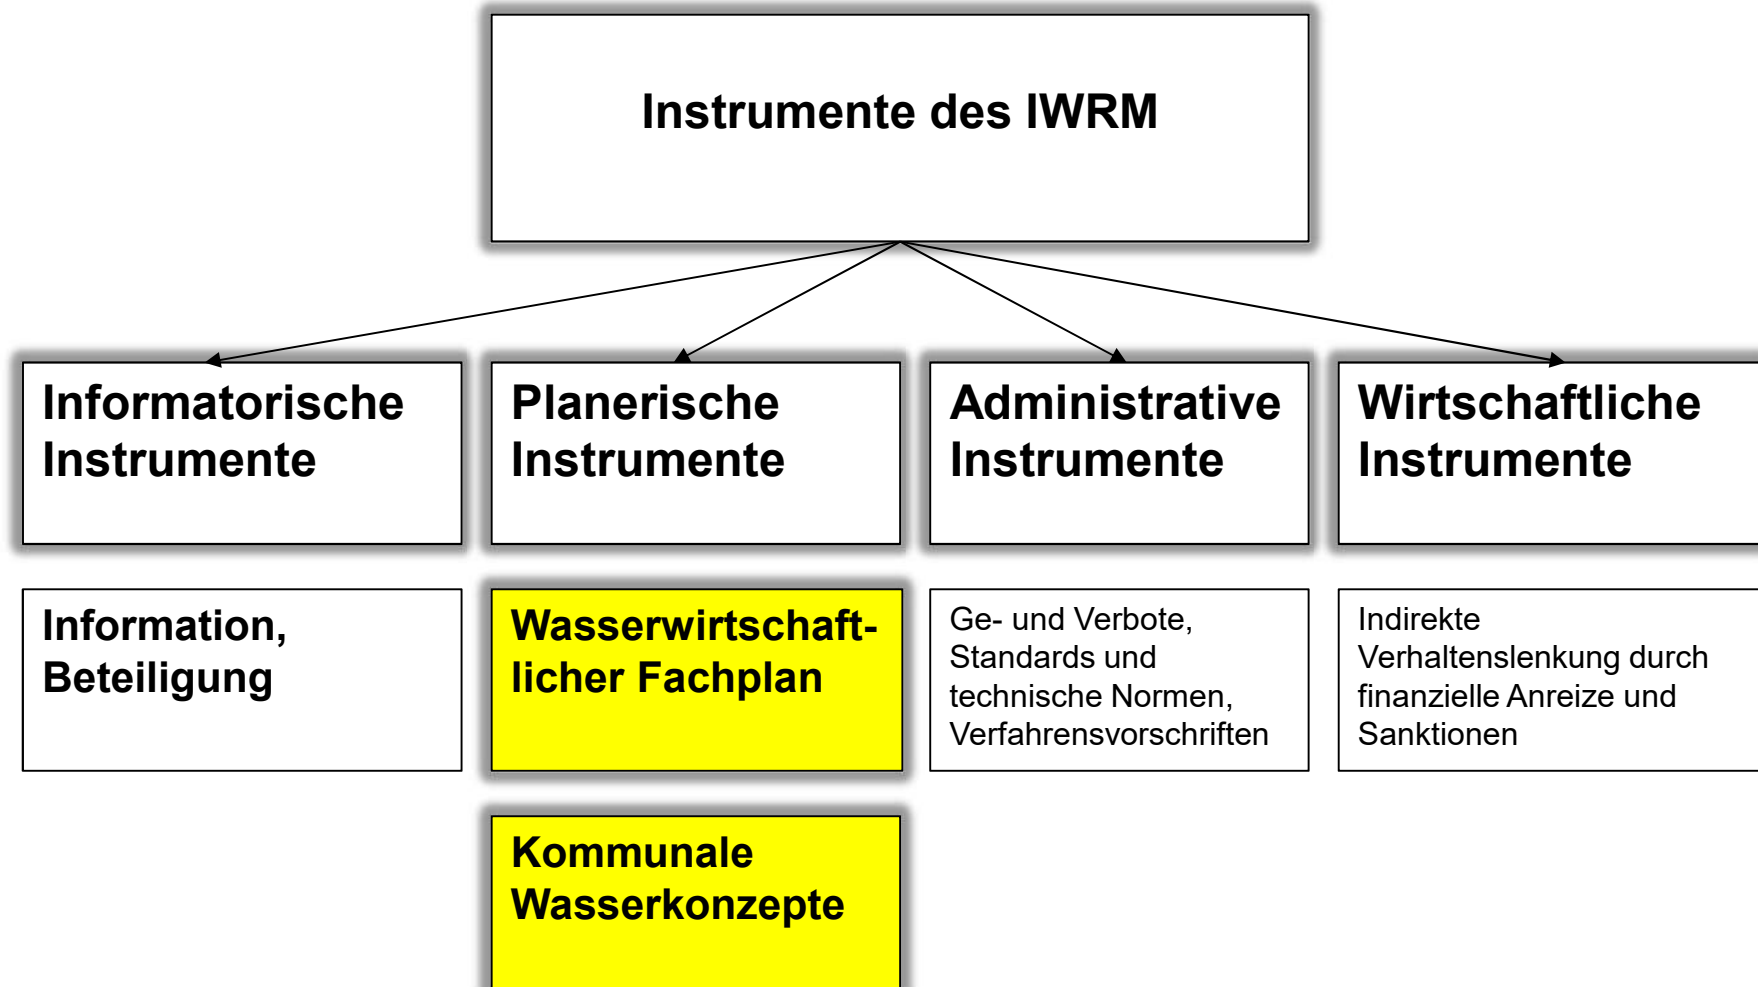 Instrumente des IWRM
Informatorische
Instrumente
Planerische
Instrumente
Administrative
Instrumente
Wirtschaftliche
Instrumente
Information,
Beteiligung
Wasserwirtschaft-
licher Fachplan
Ge- und Verbote,
Standards und
technische Normen,
Verfahrensvorschriften
Indirekte
Verhaltenslenkung durch
finanzielle Anreize und
Sanktionen
Kommunale
Wasserkonzepte